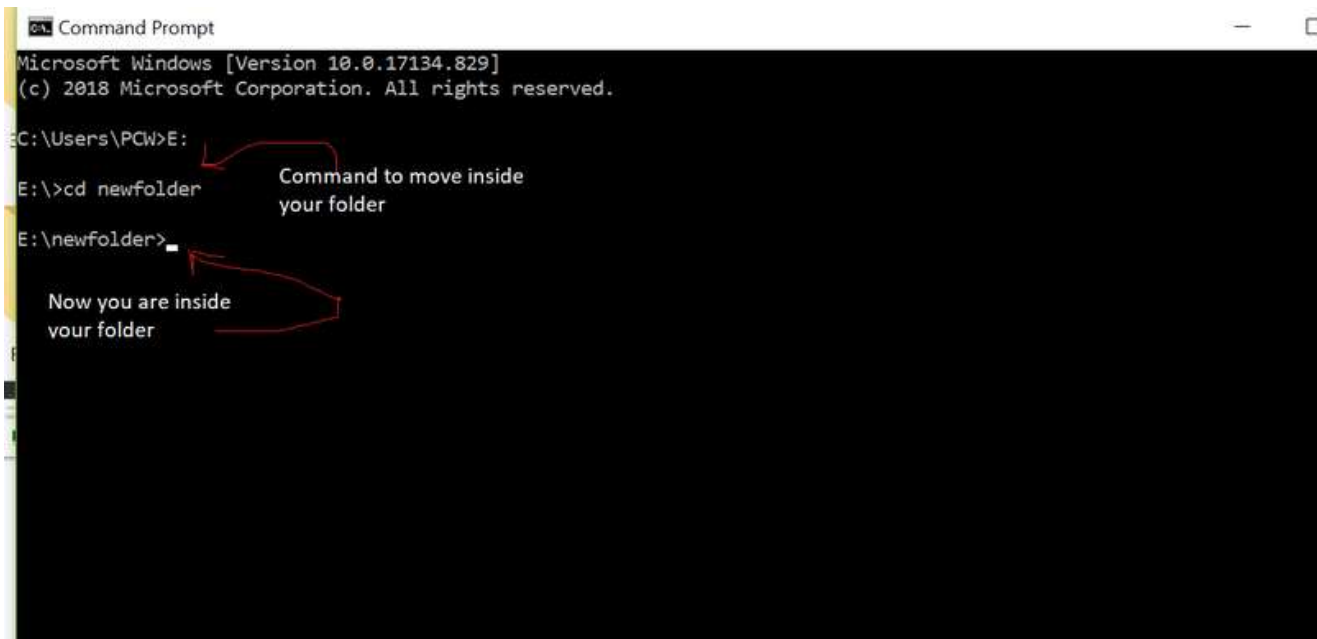 Command Prompt
Microsoft Windows [Version 10.0.17134.829]
(c) 2018 Microsoft Corporation. All rights reserved.
C:\Users\PCW>E:
E:\>cd newfolder
Command to move inside
your folder
E:\newfolder>
Now you are inside
your folder